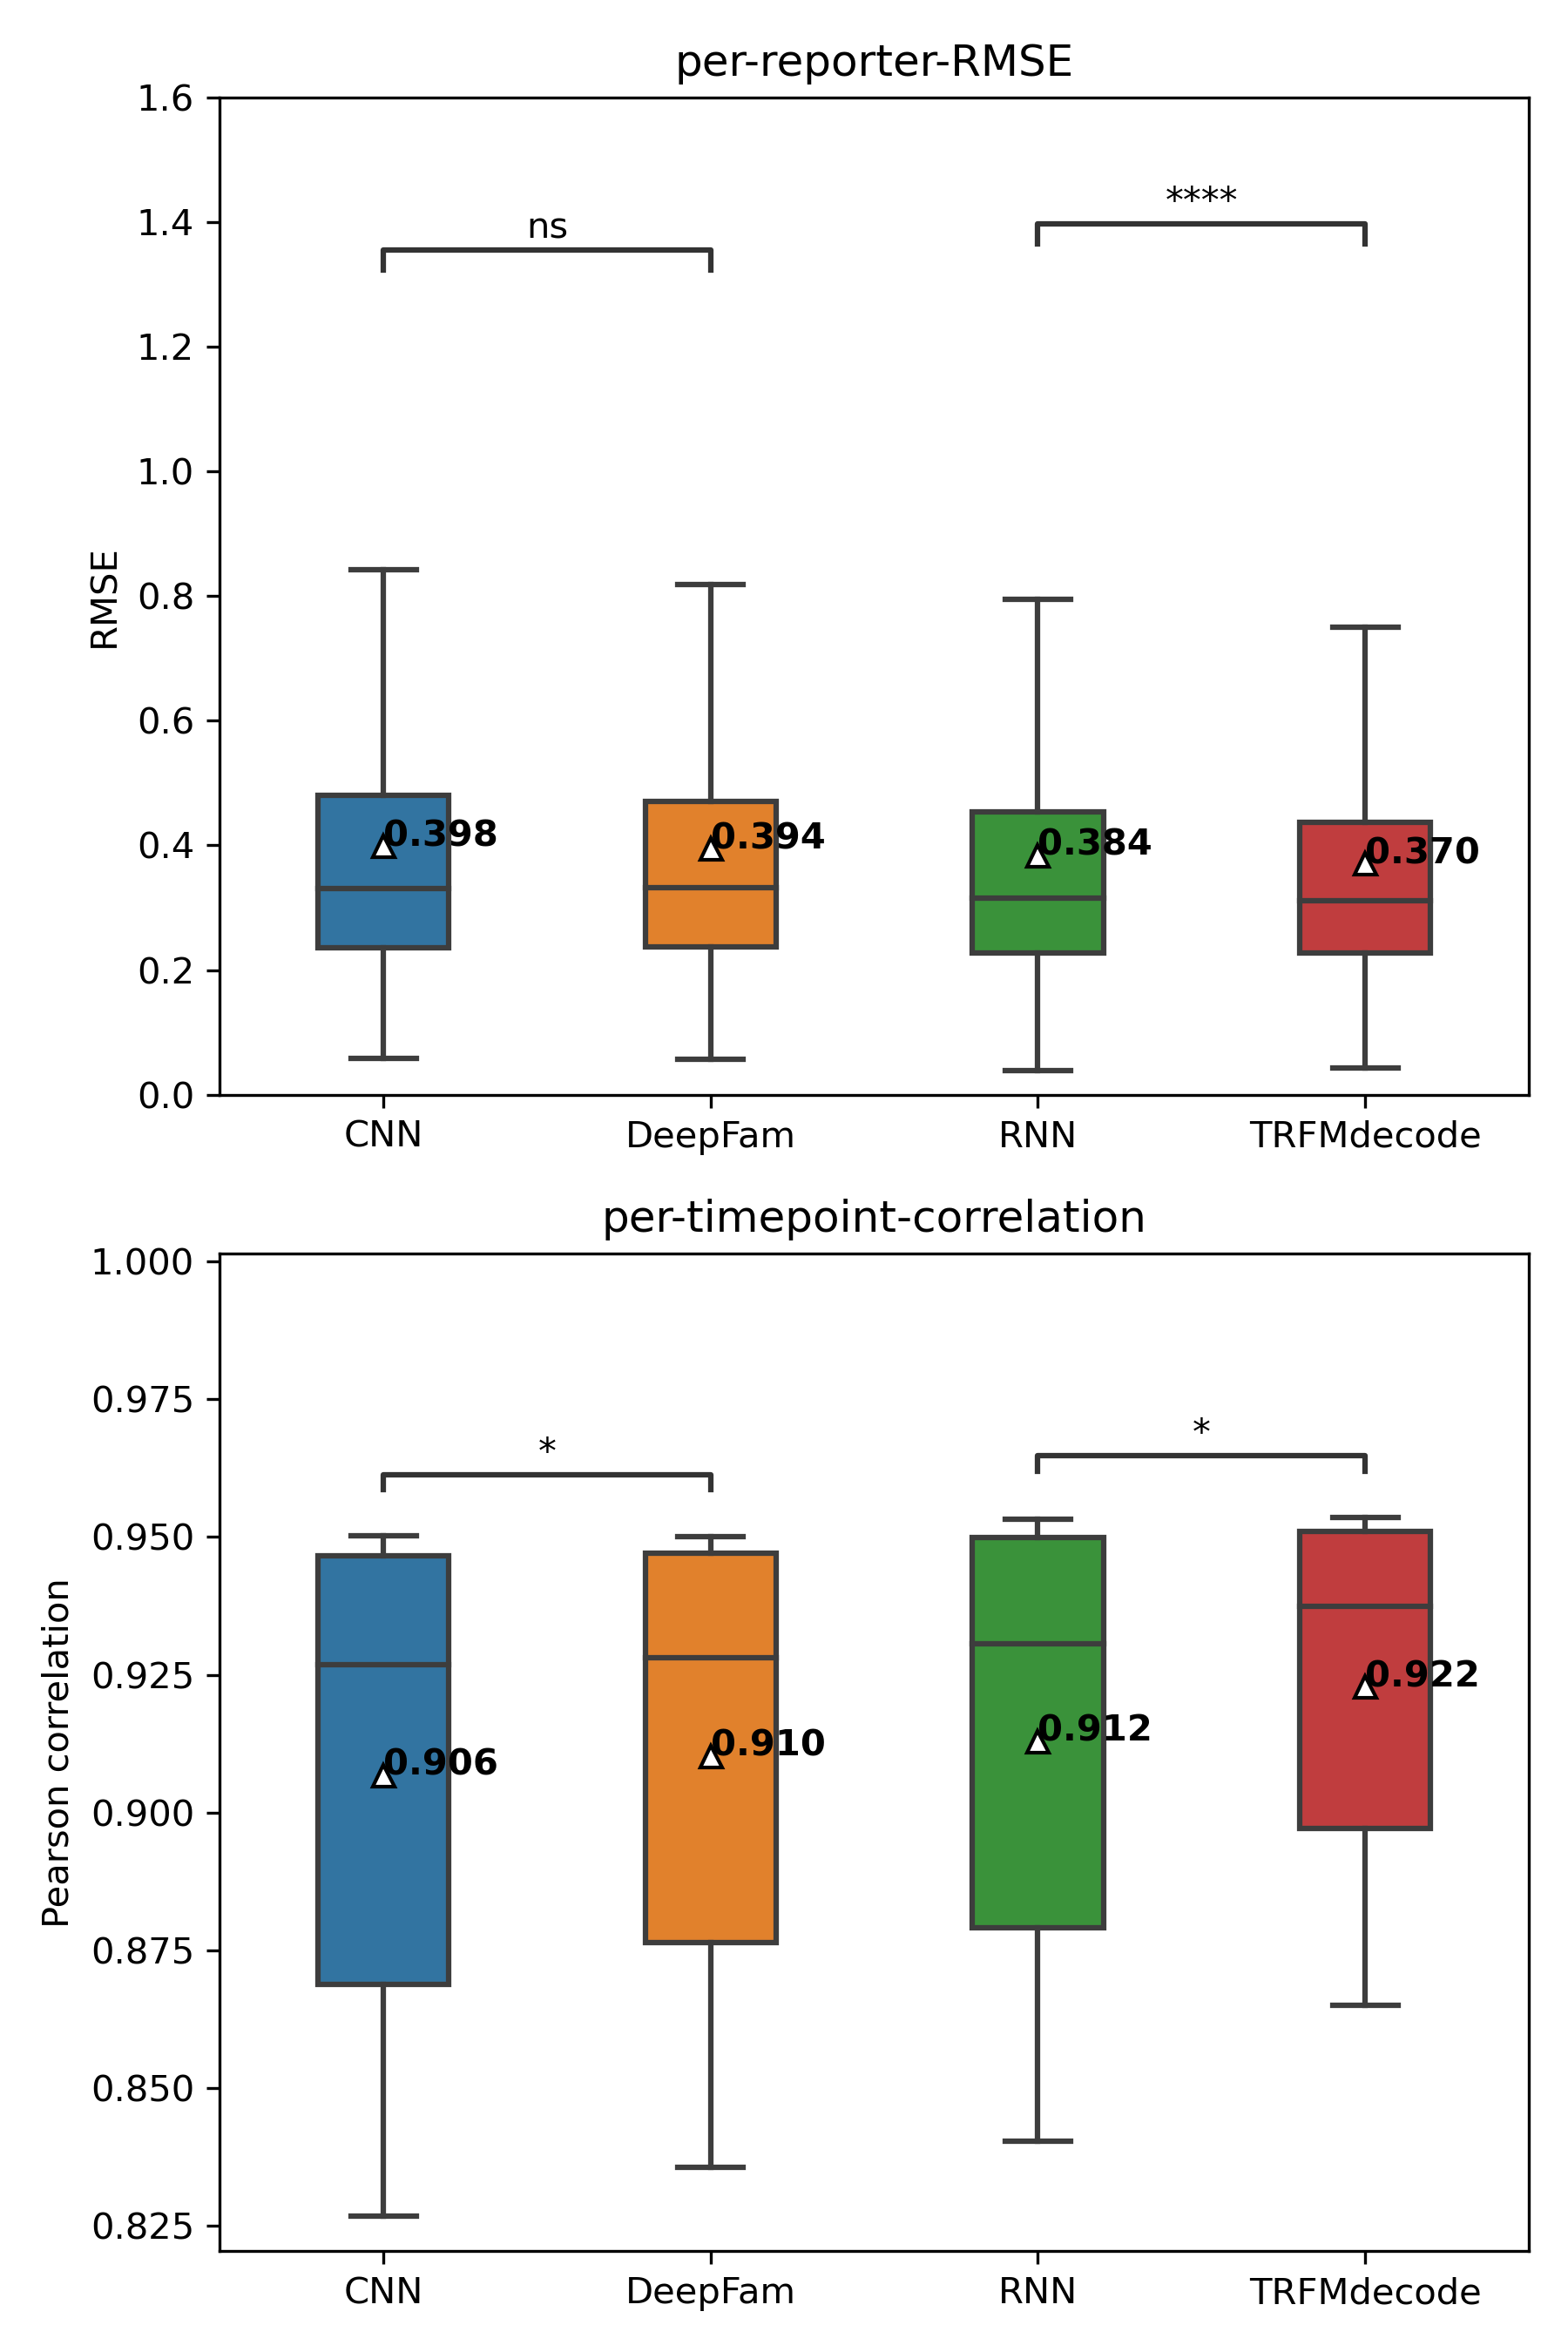 per-reporter-RMSE
1.6
1.4
1.2
1.0
0.8
0.6
0.4
0.2
0.0
RMSE
ns
****
0.398
0.394
0.384
0.370
CNN
DeepFam
RNN
TRFMdecode
per-timepoint-correlation
1.000
0.975
0.950
0.925
0.900
0.875
0.850
0.825
Pearson correlation
*
*
0.906
0.910
0.912
0.922
CNN
DeepFam
RNN
TRFMdecode